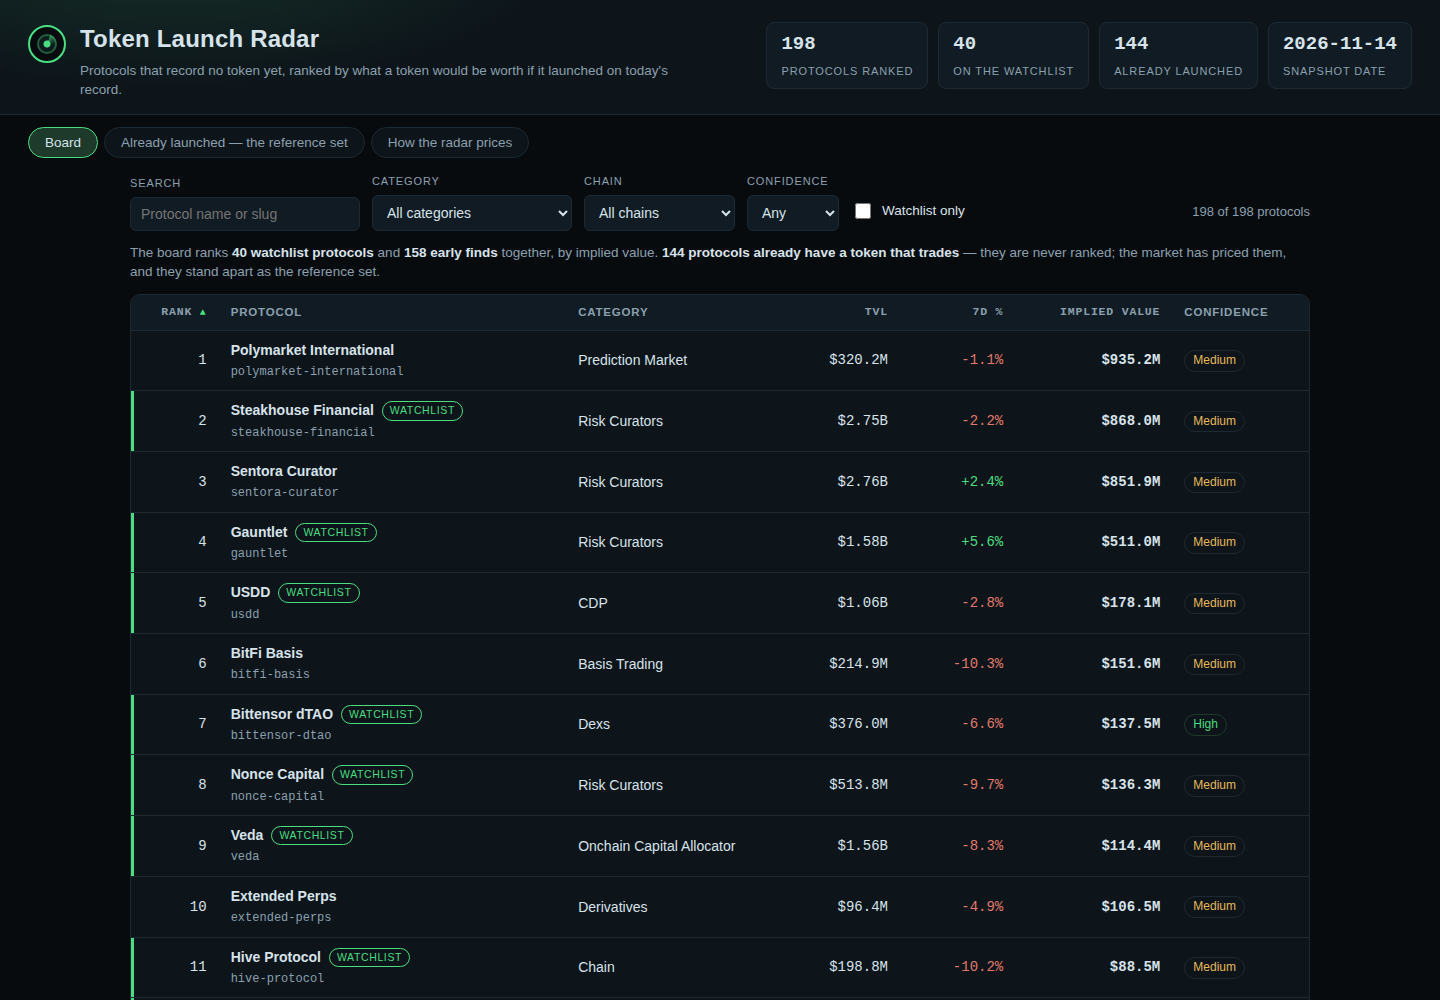 Token Launch Radar
Protocols that record no token yet, ranked by what a token would be worth if it launched on today's
record.
198
PROTOCOLS RANKED
40
ON THE WATCHLIST
144
ALREADY LAUNCHED
2026-11-14
SNAPSHOT DATE
Board
Already launched — the reference set
How the radar prices
SEARCH
Protocol name or slug
CATEGORY
All categories
CHAIN
All chains
CONFIDENCE
Any
Watchlist only
198 of 198 protocols
The board ranks 40 watchlist protocols and 158 early finds together, by implied value. 144 protocols already have a token that trades — they are never ranked; the market has priced them,
and they stand apart as the reference set.
RANK ▲ PROTOCOL CATEGORY TVL 7D % IMPLIED VALUE CONFIDENCE
1 Polymarket International Prediction Market $320.2M -1.1% $935.2M Medium
polymarket-international
2 Steakhouse Financial WATCHLIST Risk Curators $2.75B -2.2% $868.0M Medium
steakhouse-financial
3 Sentora Curator Risk Curators $2.76B +2.4% $851.9M Medium
sentora-curator
4 Gauntlet WATCHLIST Risk Curators $1.58B +5.6% $511.0M Medium
gauntlet
5 USDD WATCHLIST CDP $1.06B -2.8% $178.1M Medium
usdd
6 BitFi Basis Basis Trading $214.9M -10.3% $151.6M Medium
bitfi-basis
7 Bittensor dTAO WATCHLIST Dexs $376.0M -6.6% $137.5M High
bittensor-dtao
8 Nonce Capital WATCHLIST Risk Curators $513.8M -9.7% $136.3M Medium
nonce-capital
9 Veda WATCHLIST Onchain Capital Allocator $1.56B -8.3% $114.4M Medium
veda
10 Extended Perps Derivatives $96.4M -4.9% $106.5M Medium
extended-perps
11 Hive Protocol WATCHLIST Chain $198.8M -10.2% $88.5M Medium
hive-protocol